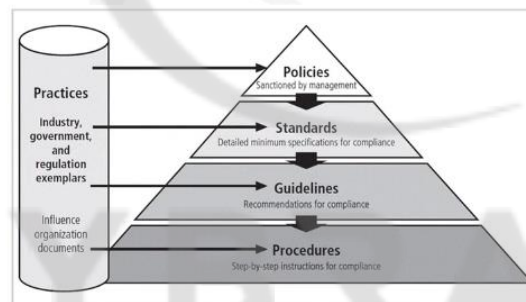 Practices
Industry,
government,
and
regulation
exemplars
Influence
organization
documents
Policies
Sanctioned by management
Standards
Detailed minimum specifications for compliance
Guidelines
Recommendations for compliance
Procedures
Step-by-step instructions for compliance